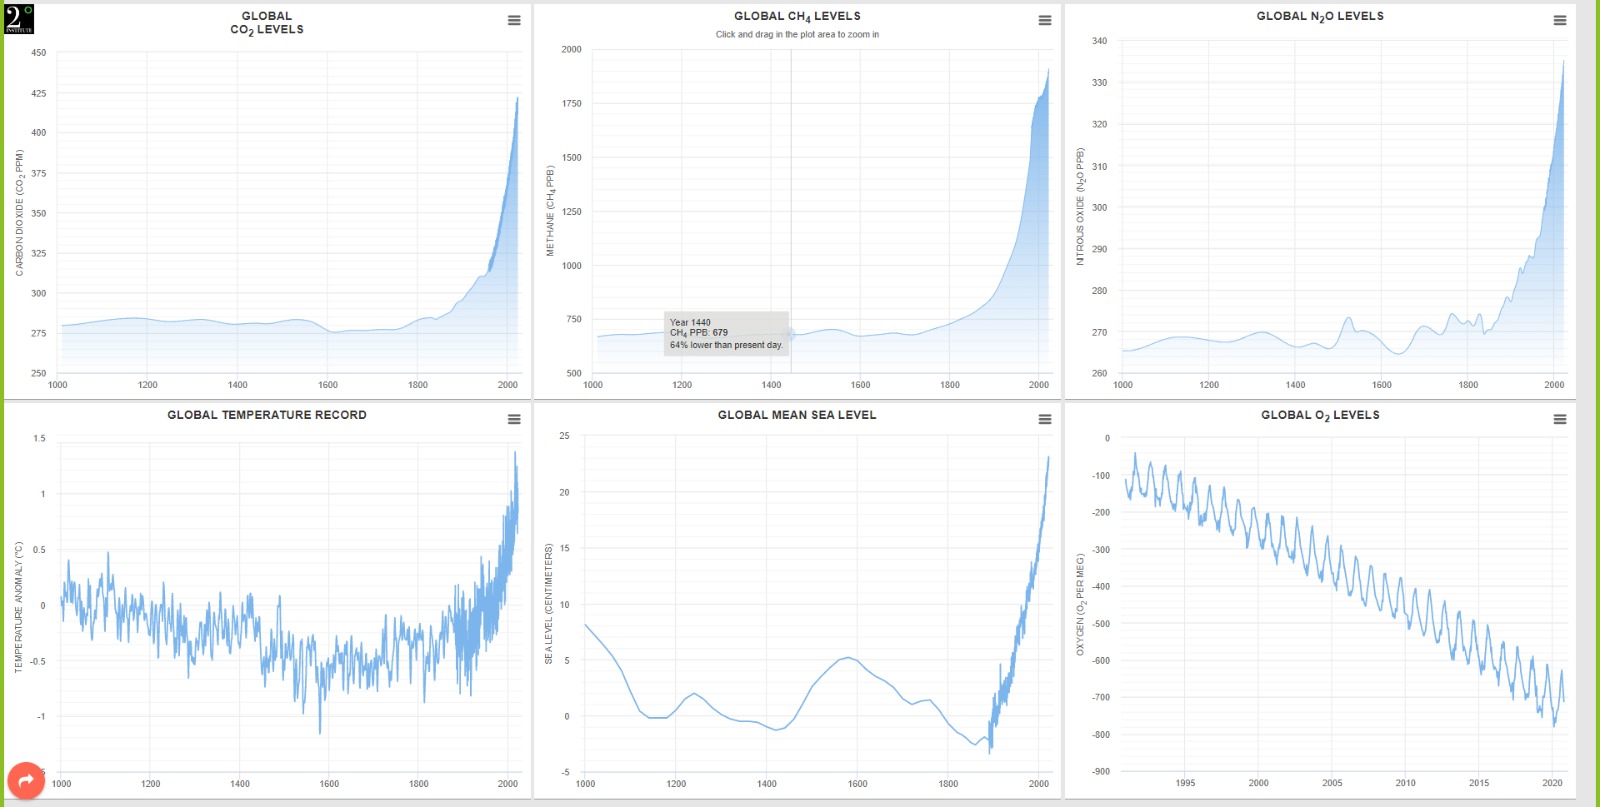 2°
INSTITUTE
GLOBAL
CO₂ LEVELS
450
425
400
375
350
325
300
275
250
CARBON DIOXIDE (CO₂ PPM)
1000 1200 1400 1600 1800 2000
GLOBAL CH₄ LEVELS
Click and drag in the plot area to zoom in
2000
1750
1500
1250
1000
750
500
METHANE (CH₄ PPB)
Year 1440
CH₄ PPB: 679
64% lower than present day.
1000 1200 1400 1600 1800 2000
GLOBAL N₂O LEVELS
340
330
320
310
300
290
280
270
260
NITROUS OXIDE (N₂O PPB)
1000 1200 1400 1600 1800 2000
GLOBAL TEMPERATURE RECORD
1.5
1
0.5
0
-0.5
-1
5
TEMPERATURE ANOMALY (°C)
1000 1200 1400 1600 1800 2000
GLOBAL MEAN SEA LEVEL
25
20
15
10
5
0
-5
SEA LEVEL (CENTIMETERS)
1000 1200 1400 1600 1800 2000
GLOBAL O₂ LEVELS
0
-100
-200
-300
-400
-500
-600
-700
-800
-900
OXYGEN (O₂ PER MEG)
1995 2000 2005 2010 2015 2020